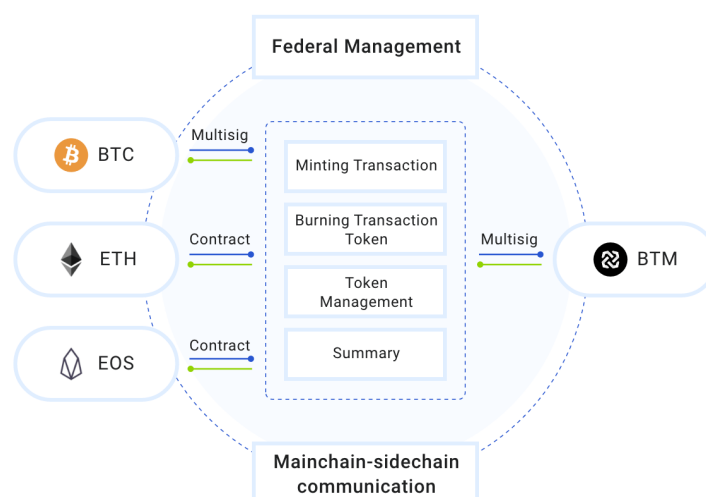 Federal Management
Multisig
BTC
Minting Transaction
Burning Transaction
Token
Contract
ETH
Multisig
BTM
Token
Management
Contract
EOS
Summary
Mainchain-sidechain
communication